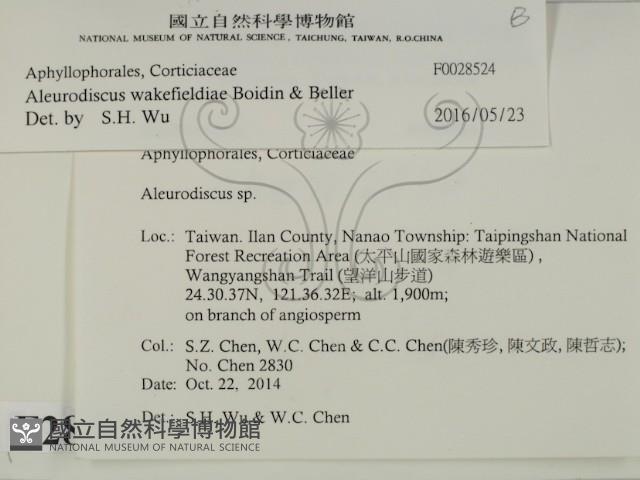 國立自然科學博物館
B
NATIONAL MUSEUM OF NATURAL SCIENCE, TAICHUNG, TAIWAN, R.O.CHINA
Aphyllophorales, Corticiaceae F0028524
Aleurodiscus wakefieldiae Boidin & Beller
Det. by S.H. Wu 2016/05/23
Aphyllophorales, Corticiaceae
Aleurodiscus sp.
Loc.: Taiwan. Ilan County, Nanao Township: Taipingshan National
Forest Recreation Area (太平山國家森林遊樂區),
Wangyangshan Trail (望洋山步道)
24.30.37N, 121.36.32E; alt. 1,900m;
on branch of angiosperm
Col.: S.Z. Chen, W.C. Chen & C.C. Chen(陳秀珍, 陳文政, 陳哲志);
No. Chen 2830
Date: Oct. 22, 2014
Det.: S.H. Wu & W.C. Chen
國立自然科學博物館
NATIONAL MUSEUM OF NATURAL SCIENCE